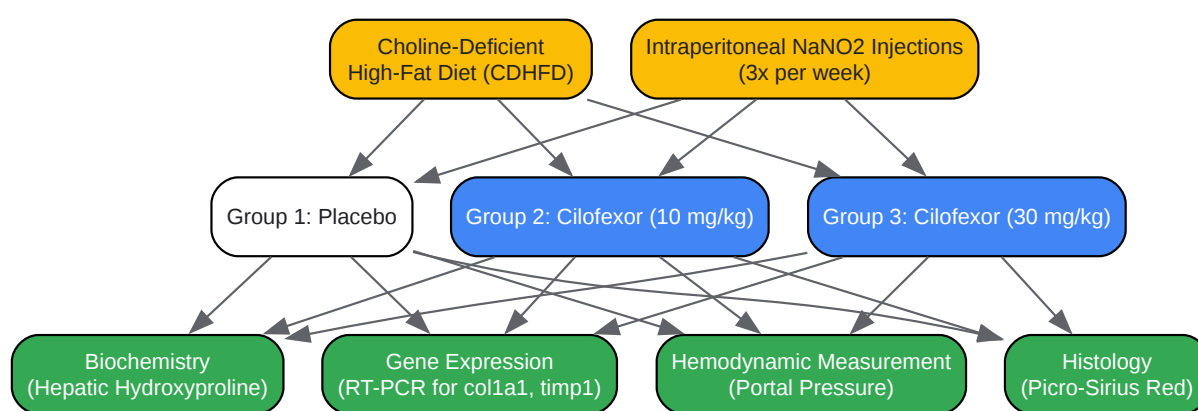 Choline-Deficient
High-Fat Diet (CDHFD)
Intraperitoneal NaNO2 Injections
(3x per week)
Group 1: Placebo
Group 2: Cilofexor (10 mg/kg)
Group 3: Cilofexor (30 mg/kg)
Biochemistry
(Hepatic Hydroxyproline)
Gene Expression
(RT-PCR for col1a1, timp1)
Hemodynamic Measurement
(Portal Pressure)
Histology
(Picro-Sirius Red)